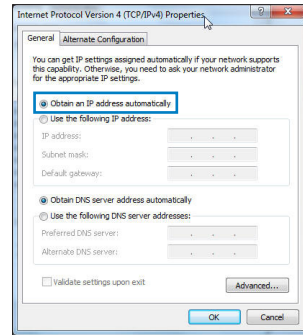 Internet Protocol Version 4 (TCP/IPv4) Properties
General
Alternate Configuration
You can get IP settings assigned automatically if your network supports
this capability. Otherwise, you need to ask your network administrator
for the appropriate IP settings.
Obtain an IP address automatically
Use the following IP address:
IP address:
Subnet mask:
Default gateway:
Obtain DNS server address automatically
Use the following DNS server addresses:
Preferred DNS server:
Alternate DNS server:
Validate settings upon exit
Advanced...
OK
Cancel